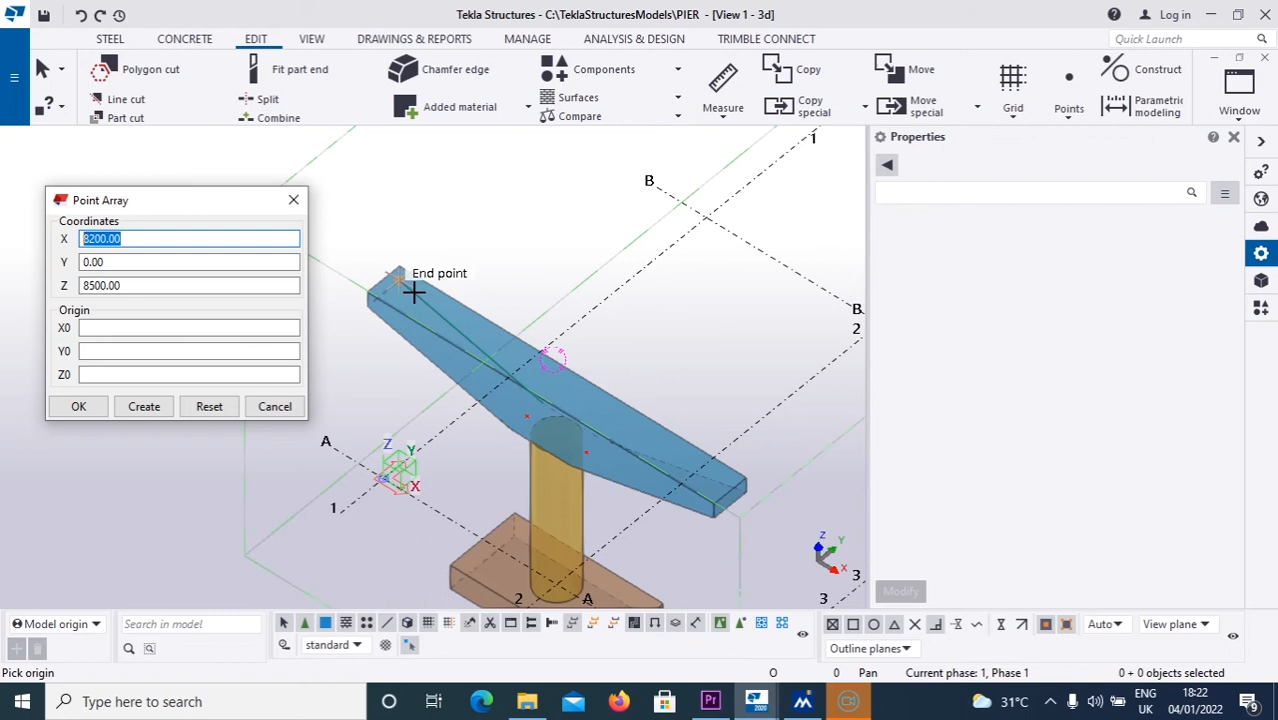 Tekla Structures - C:\TeklaStructuresModels\PIER - [View 1 - 3d]
Log in
STEEL CONCRETE EDIT VIEW DRAWINGS & REPORTS MANAGE ANALYSIS & DESIGN TRIMBLE CONNECT
Quick Launch
Polygon cut Fit part end Chamfer edge Components Copy Move Construct
Line cut Split Added material Surfaces Measure Copy special Move special Grid Points Parametric modeling Window
Part cut Combine Compare
Properties
Point Array
Coordinates
X 8200.00
Y 0.00
Z 8500.00
Origin
X0
Y0
Z0
OK Create Reset Cancel
End point
1
B
B
2
A
Z
Y
X
1
2
A
3
3
Z
Y
X
Modify
Model origin
Search in model
standard
Auto
View plane
Outline planes
Pick origin
O
0
Pan
Current phase: 1, Phase 1
0 + 0 objects selected
Type here to search
Pr
2020
31°C
ENG
UK
18:22
04/01/2022
9